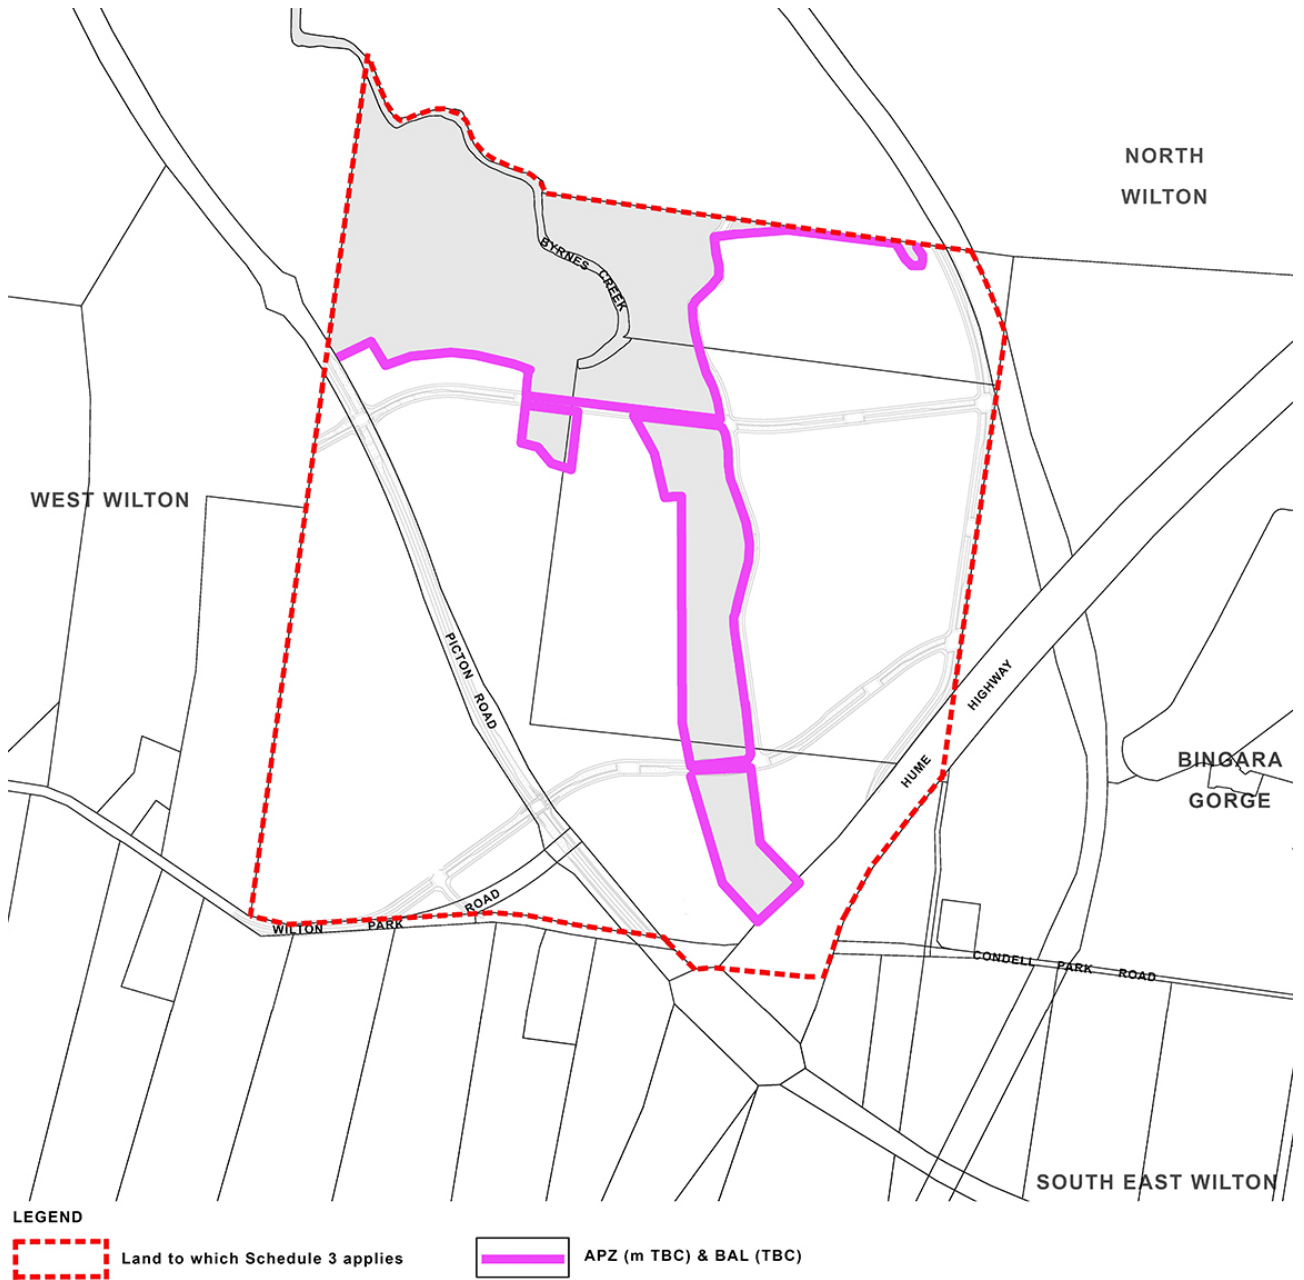 NORTH
WILTON
BYRNES
CREEK
WEST WILTON
PICTON ROAD
HIGHWAY
HUME
BINGARA
GORGE
ROAD
WILTON PARK
CONDELL PARK ROAD
SOUTH EAST WILTON
LEGEND
Land to which Schedule 3 applies
APZ (m TBC) & BAL (TBC)